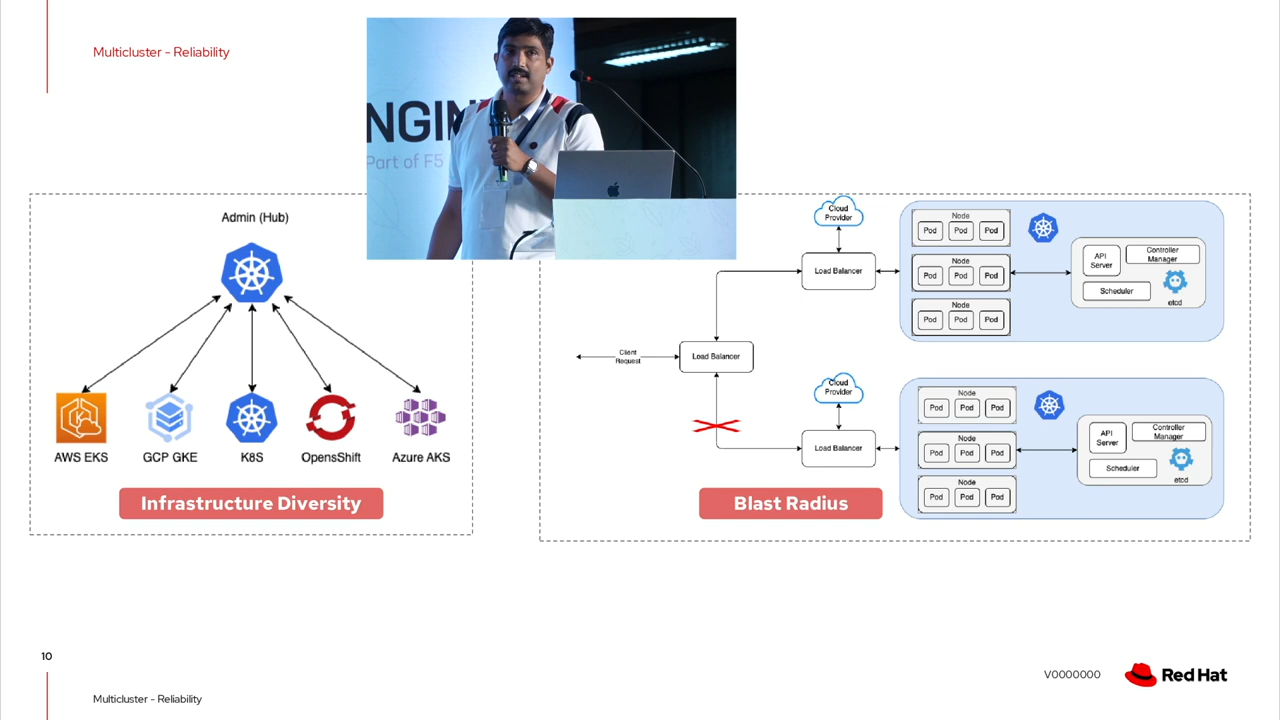 Multicluster - Reliability
NGIN
Part of F5
Admin (Hub)
AWS EKS
GCP GKE
K8S
OpensShift
Azure AKS
Infrastructure Diversity
Cloud
Provider
Load Balancer
Node
Pod Pod Pod
Node
Pod Pod Pod
Node
Pod Pod Pod
API
Server
Controller
Manager
Scheduler
etcd
Client
Request
Load Balancer
Cloud
Provider
Load Balancer
Node
Pod Pod Pod
Node
Pod Pod Pod
Node
Pod Pod Pod
API
Server
Controller
Manager
Scheduler
etcd
Blast Radius
10
V0000000
Red Hat
Multicluster - Reliability